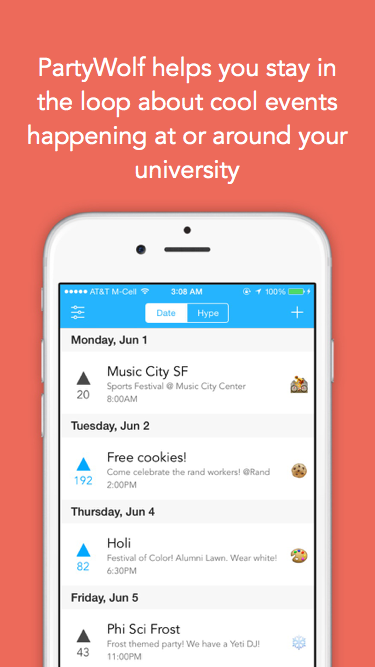 PartyWolf helps you stay in
the loop about cool events
happening at or around your
university
AT&T M-Cell 3:08 AM 100%
Date Hype +
Monday, Jun 1
Music City SF
Sports Festival @ Music City Center
20
8:00AM
Tuesday, Jun 2
Free cookies!
Come celebrate the rand workers! @Rand
192
2:00PM
Thursday, Jun 4
Holi
Festival of Color! Alumni Lawn. Wear white!
82
6:30PM
Friday, Jun 5
Phi Sci Frost
Frost themed party! We have a Yeti DJ!
43
11:00PM